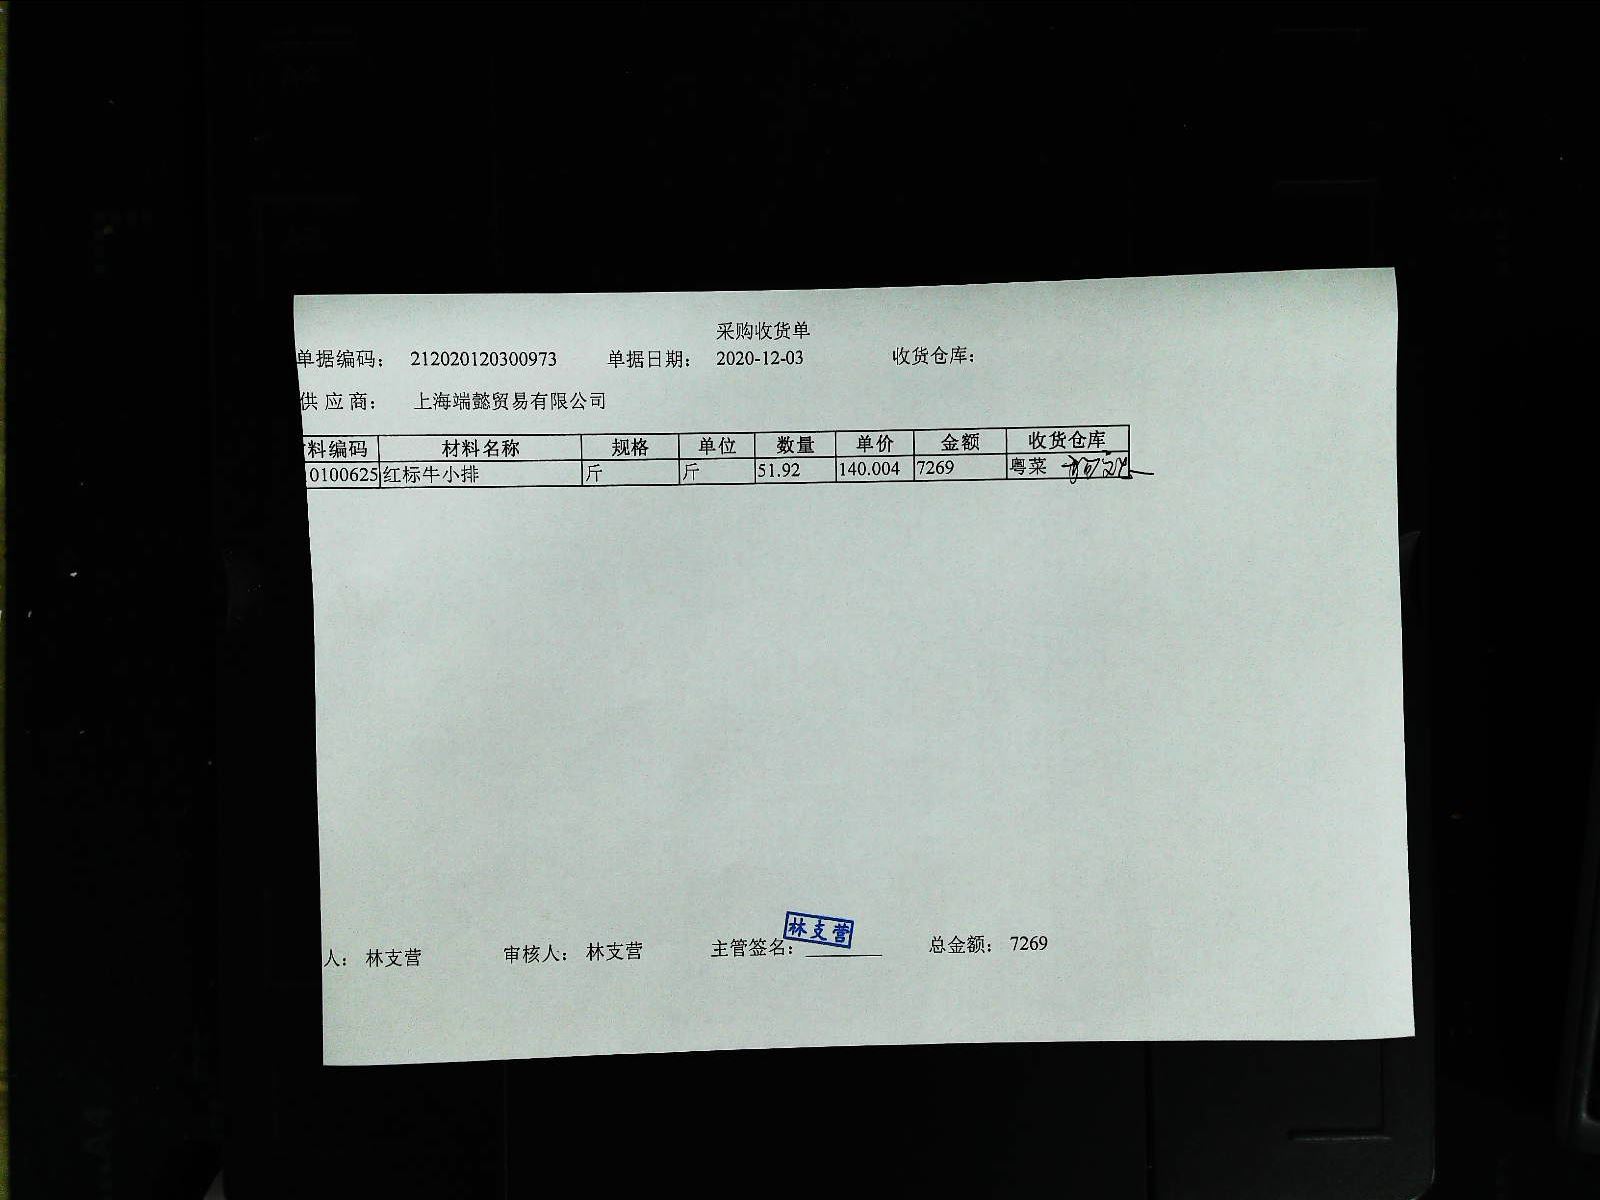 采购收货单
单据编码： 212020120300973 单据日期： 2020-12-03 收货仓库：
供应商： 上海端懿贸易有限公司
料编码 材料名称 规格 单位 数量 单价 金额 收货仓库
0100625 红标牛小排 斤 斤 51.92 140.004 7269 粤菜
林支营
人： 林支营 审核人： 林支营 主管签名： 总金额： 7269